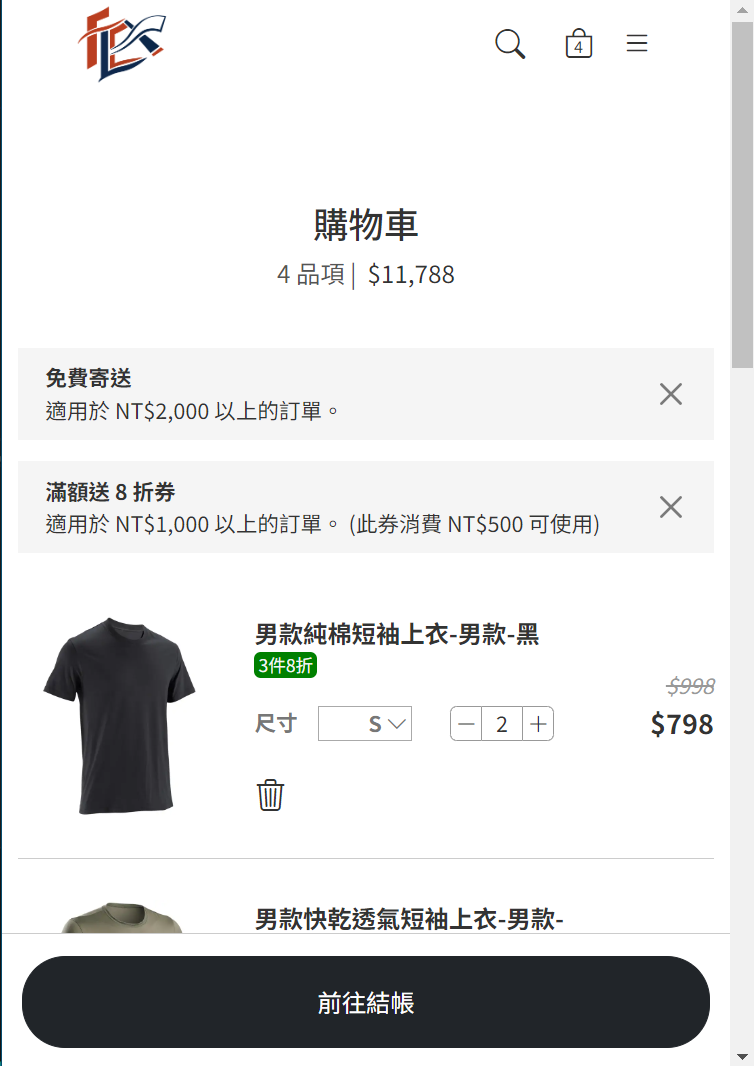 FLX
4
購物車
4 品項 | $11,788
免費寄送
適用於 NT$2,000 以上的訂單。
滿額送 8 折券
適用於 NT$1,000 以上的訂單。 (此券消費 NT$500 可使用)
男款純棉短袖上衣-男款-黑
3件8折
$998
尺寸 S 2 $798
男款快乾透氣短袖上衣-男款-
前往結帳